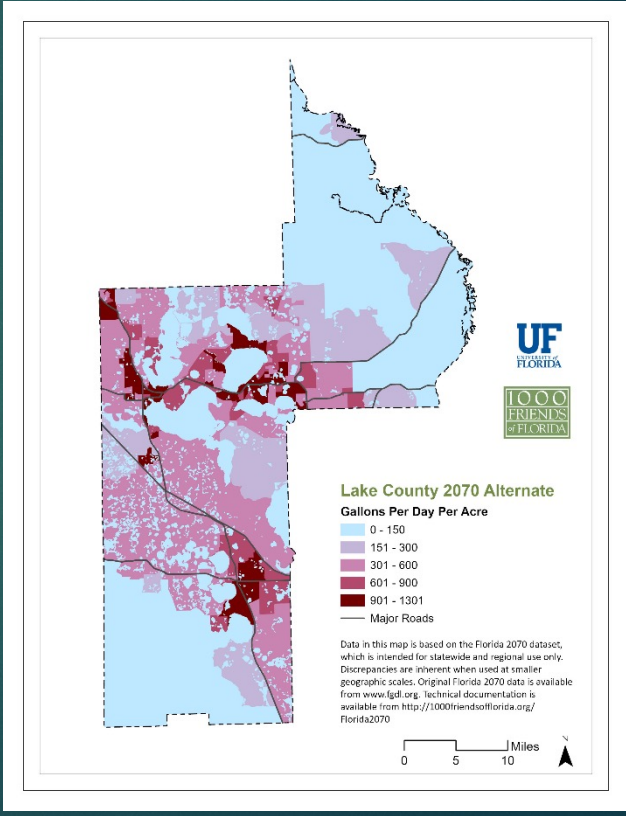 UF
UNIVERSITY of
FLORIDA
1000
FRIENDS
of FLORIDA
Lake County 2070 Alternate
Gallons Per Day Per Acre
0 - 150
151 - 300
301 - 600
601 - 900
901 - 1301
Major Roads
Data in this map is based on the Florida 2070 dataset,
which is intended for statewide and regional use only.
Discrepancies are inherent when used at smaller
geographic scales. Original Florida 2070 data is available
from www.fgdl.org. Technical documentation is
available from http://1000friendsofflorida.org/
Florida2070
Miles
0 5 10
N